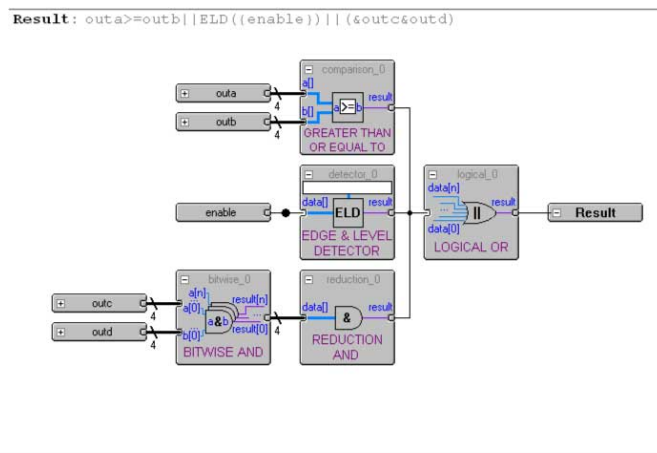 Result: outa>=outb||ELD({enable})||(&outc&outd)
comparison_0
outa
4
a[]
b[]
a>=b
result
outb
4
GREATER THAN
OR EQUAL TO
detector_0
enable
data[]
ELD
result
EDGE & LEVEL
DETECTOR
logical_0
data[n]
...
||
result
data[0]
LOGICAL OR
Result
bitwise_0
outc
4
a[n]
...
a[0]
a&b
result[n]
...
result[0]
outd
4
b[0]
4
BITWISE AND
reduction_0
data[]
&
result
REDUCTION
AND